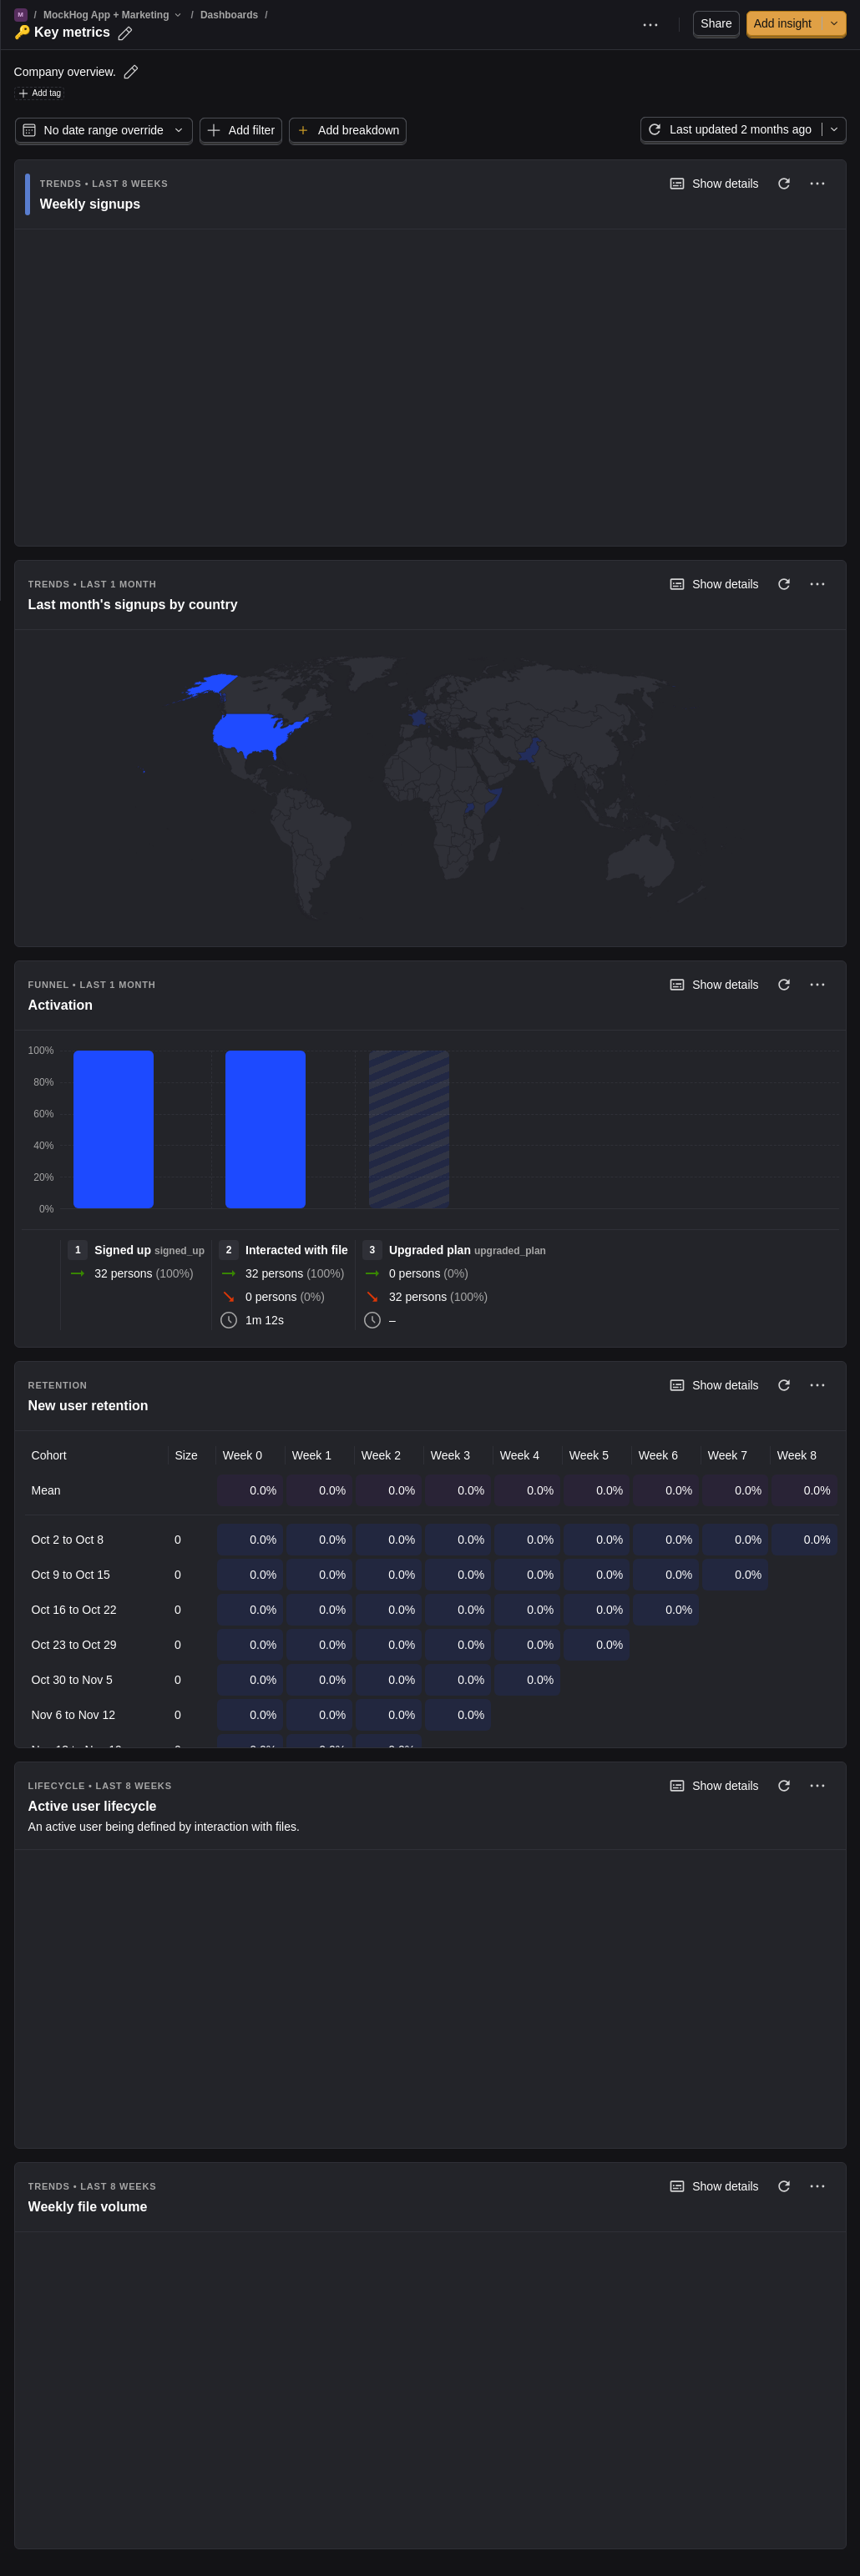 M / MockHog App + Marketing / Dashboards /
🔑 Key metrics
Share
Add insight
Company overview.
Add tag
No date range override
Add filter
Add breakdown
Last updated 2 months ago
TRENDS • LAST 8 WEEKS
Show details
Weekly signups
TRENDS • LAST 1 MONTH
Show details
Last month's signups by country
FUNNEL • LAST 1 MONTH
Show details
Activation
100%
80%
60%
40%
20%
0%
1 Signed up signed_up
32 persons (100%)
2 Interacted with file
32 persons (100%)
0 persons (0%)
1m 12s
3 Upgraded plan upgraded_plan
0 persons (0%)
32 persons (100%)
–
RETENTION
Show details
New user retention
Cohort Size Week 0 Week 1 Week 2 Week 3 Week 4 Week 5 Week 6 Week 7 Week 8
Mean 0.0% 0.0% 0.0% 0.0% 0.0% 0.0% 0.0% 0.0% 0.0%
Oct 2 to Oct 8 0 0.0% 0.0% 0.0% 0.0% 0.0% 0.0% 0.0% 0.0% 0.0%
Oct 9 to Oct 15 0 0.0% 0.0% 0.0% 0.0% 0.0% 0.0% 0.0% 0.0%
Oct 16 to Oct 22 0 0.0% 0.0% 0.0% 0.0% 0.0% 0.0% 0.0%
Oct 23 to Oct 29 0 0.0% 0.0% 0.0% 0.0% 0.0% 0.0%
Oct 30 to Nov 5 0 0.0% 0.0% 0.0% 0.0% 0.0%
Nov 6 to Nov 12 0 0.0% 0.0% 0.0% 0.0%
LIFECYCLE • LAST 8 WEEKS
Show details
Active user lifecycle
An active user being defined by interaction with files.
TRENDS • LAST 8 WEEKS
Show details
Weekly file volume